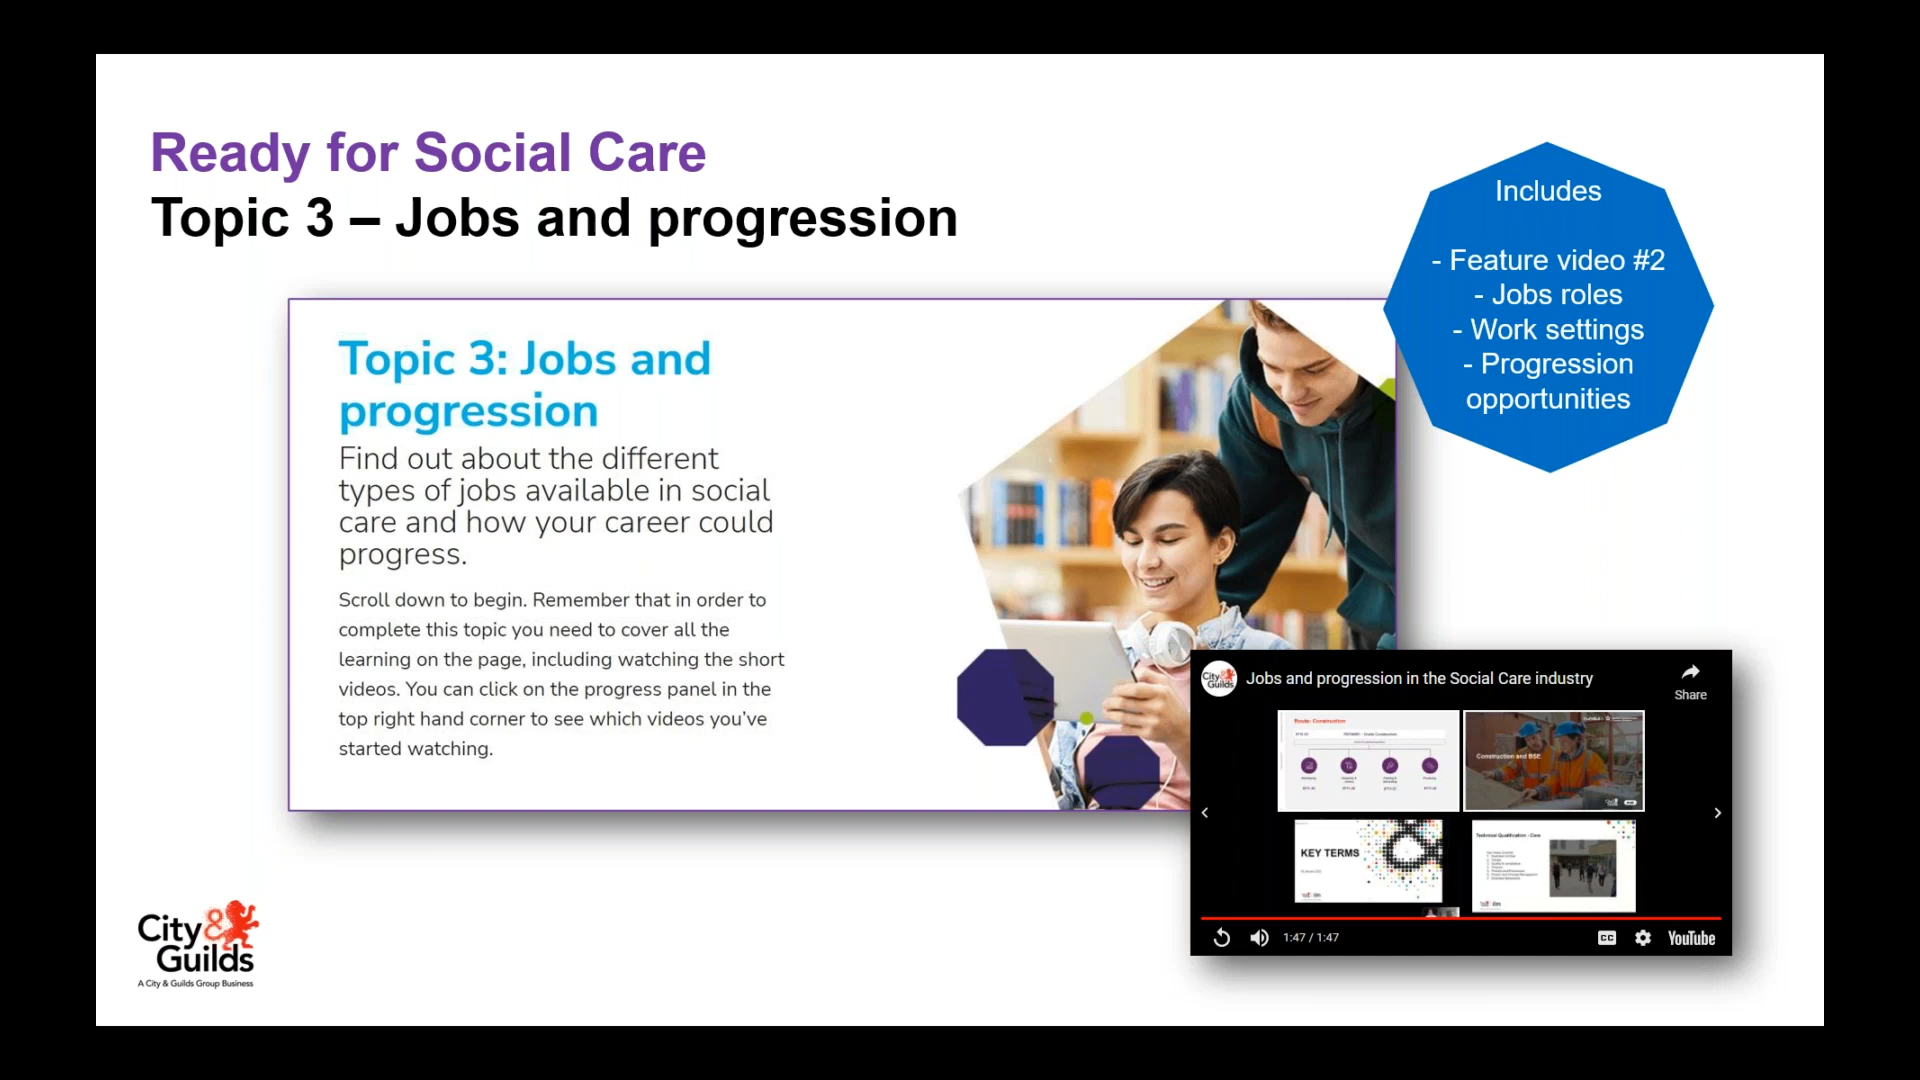 Ready for Social Care
Topic 3 – Jobs and progression
Includes
- Feature video #2
- Jobs roles
- Work settings
- Progression
opportunities
Topic 3: Jobs and
progression
Find out about the different
types of jobs available in social
care and how your career could
progress.
Scroll down to begin. Remember that in order to
complete this topic you need to cover all the
learning on the page, including watching the short
videos. You can click on the progress panel in the
top right hand corner to see which videos you’ve
started watching.
City & Guilds
Jobs and progression in the Social Care industry
Share
Route: Construction
Construction and BSE
KEY TERMS
Technical Qualification - Care
1:47 / 1:47
CC
YouTube
City &
Guilds
A City & Guilds Group Business